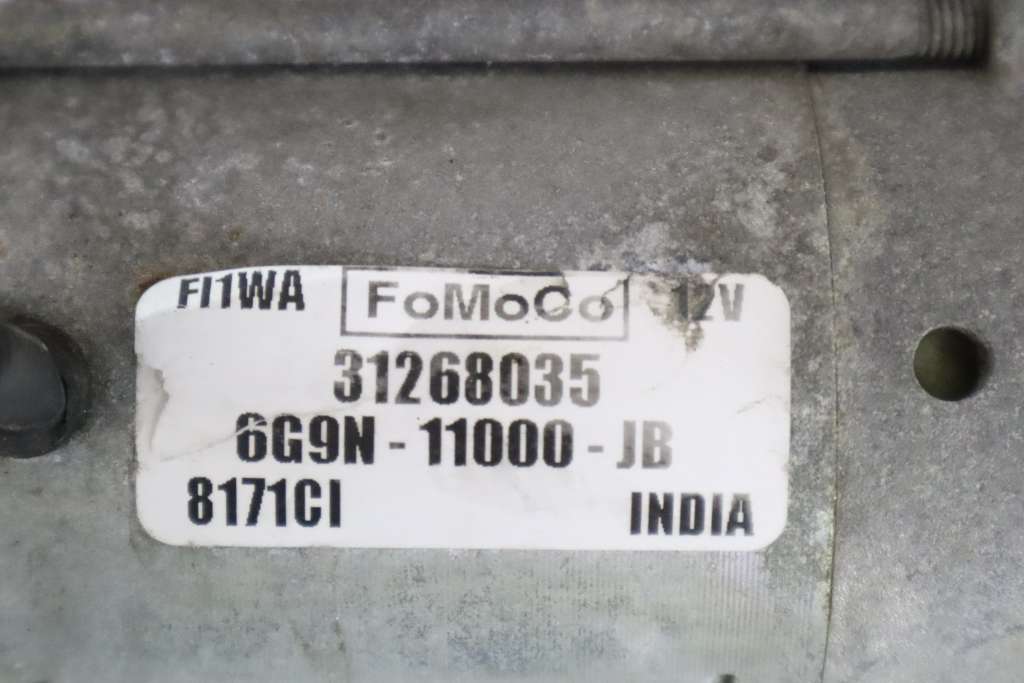 FI1WA FoMoCo 12V
31268035
6G9N - 11000 - JB
8171CI INDIA